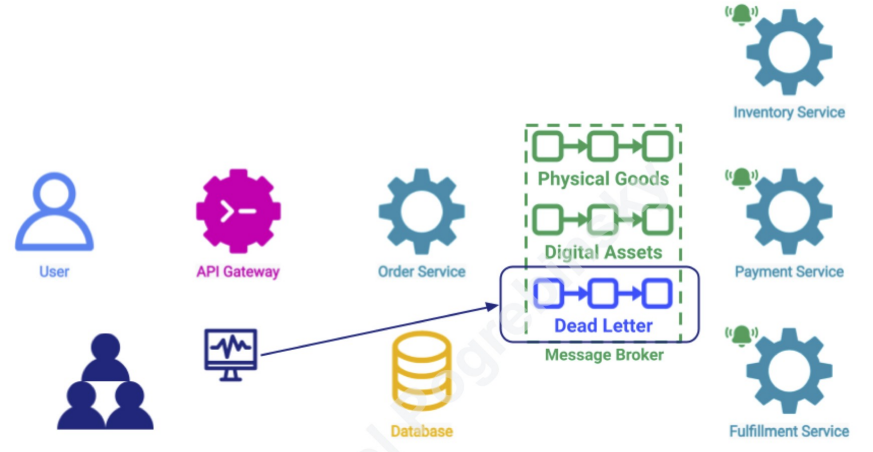 Inventory Service
Physical Goods
User
API Gateway
Order Service
Digital Assets
Payment Service
Dead Letter
Message Broker
Database
Fulfillment Service